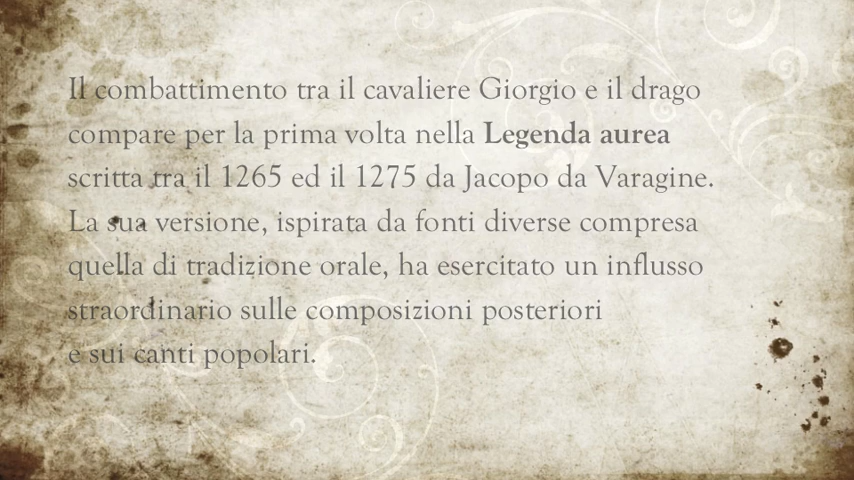 Il combattimento tra il cavaliere Giorgio e il drago
compare per la prima volta nella Legenda aurea
scritta tra il 1265 ed il 1275 da Jacopo da Varagine.
La sua versione, ispirata da fonti diverse compresa
quella di tradizione orale, ha esercitato un influsso
straordinario sulle composizioni posteriori
e sui canti popolari.